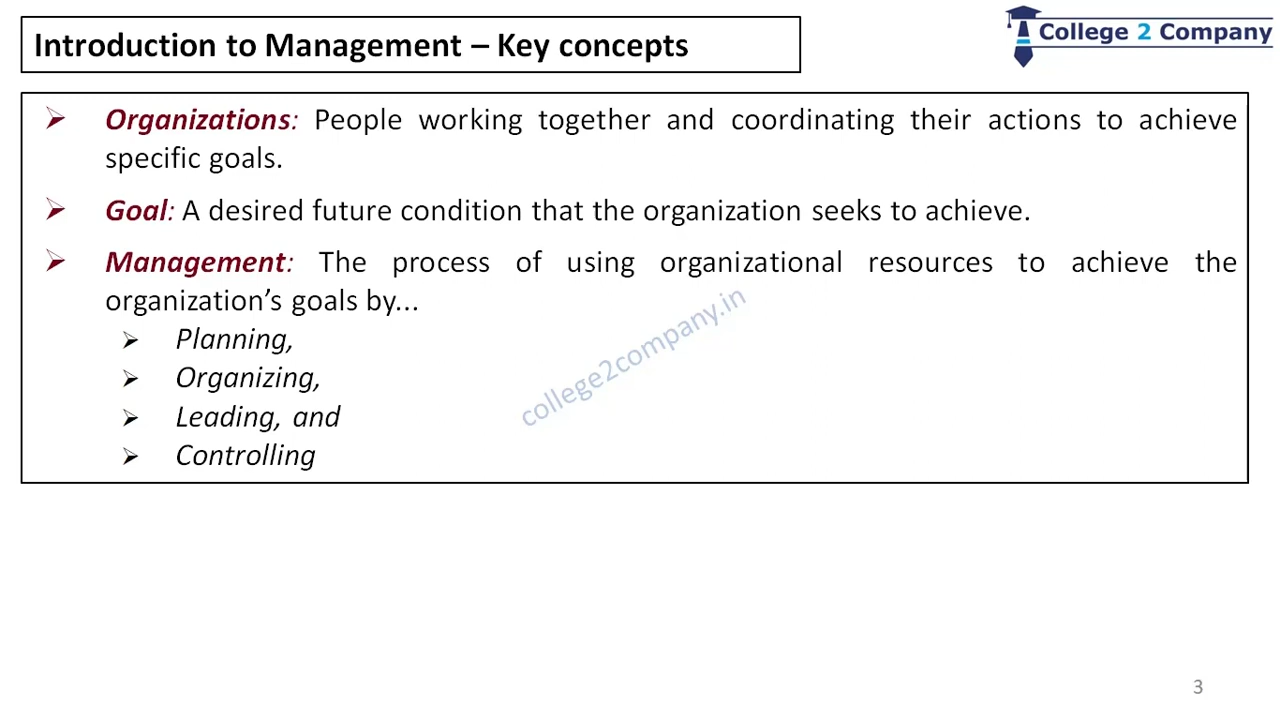 Introduction to Management – Key concepts
College 2 Company
➢ Organizations: People working together and coordinating their actions to achieve
specific goals.
➢ Goal: A desired future condition that the organization seeks to achieve.
➢ Management: The process of using organizational resources to achieve the
organization’s goals by...
➢ Planning,
➢ Organizing,
➢ Leading, and
➢ Controlling
college2company.in
3